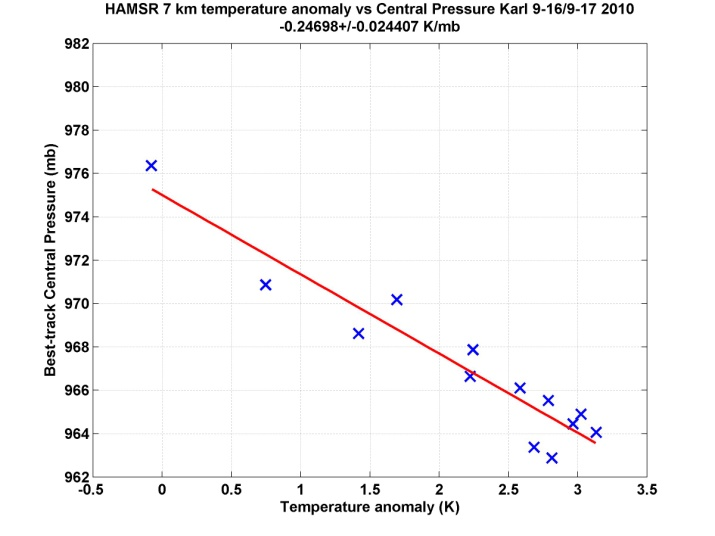 HAMSR 7 km temperature anomaly vs Central Pressure Karl 9-16/9-17 2010
-0.24698+/-0.024407 K/mb
982
980
978
976
974
972
970
968
966
964
962
Best-track Central Pressure (mb)
-0.5 0 0.5 1 1.5 2 2.5 3 3.5
Temperature anomaly (K)